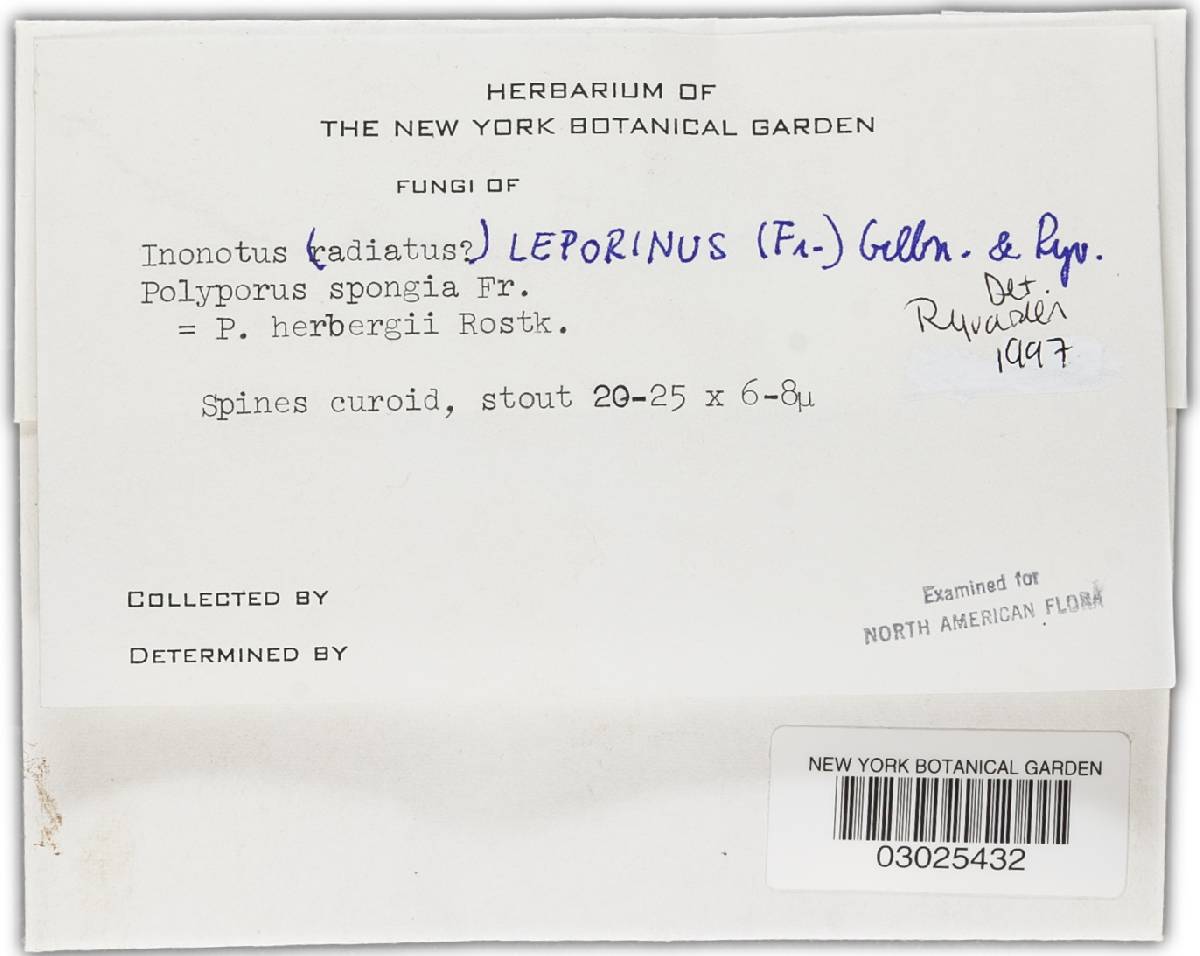 HERBARIUM OF
THE NEW YORK BOTANICAL GARDEN
FUNGI OF
Inonotus (radiatus?) LEPORINUS (Fr-) Gilbn. & Ryv.
Polyporus spongia Fr.
= P. herbergii Rostk.
Det.
Ryvarden
1997
Spines curoid, stout 20-25 x 6-8µ
COLLECTED BY
DETERMINED BY
Examined for
NORTH AMERICAN FLORA
NEW YORK BOTANICAL GARDEN
03025432